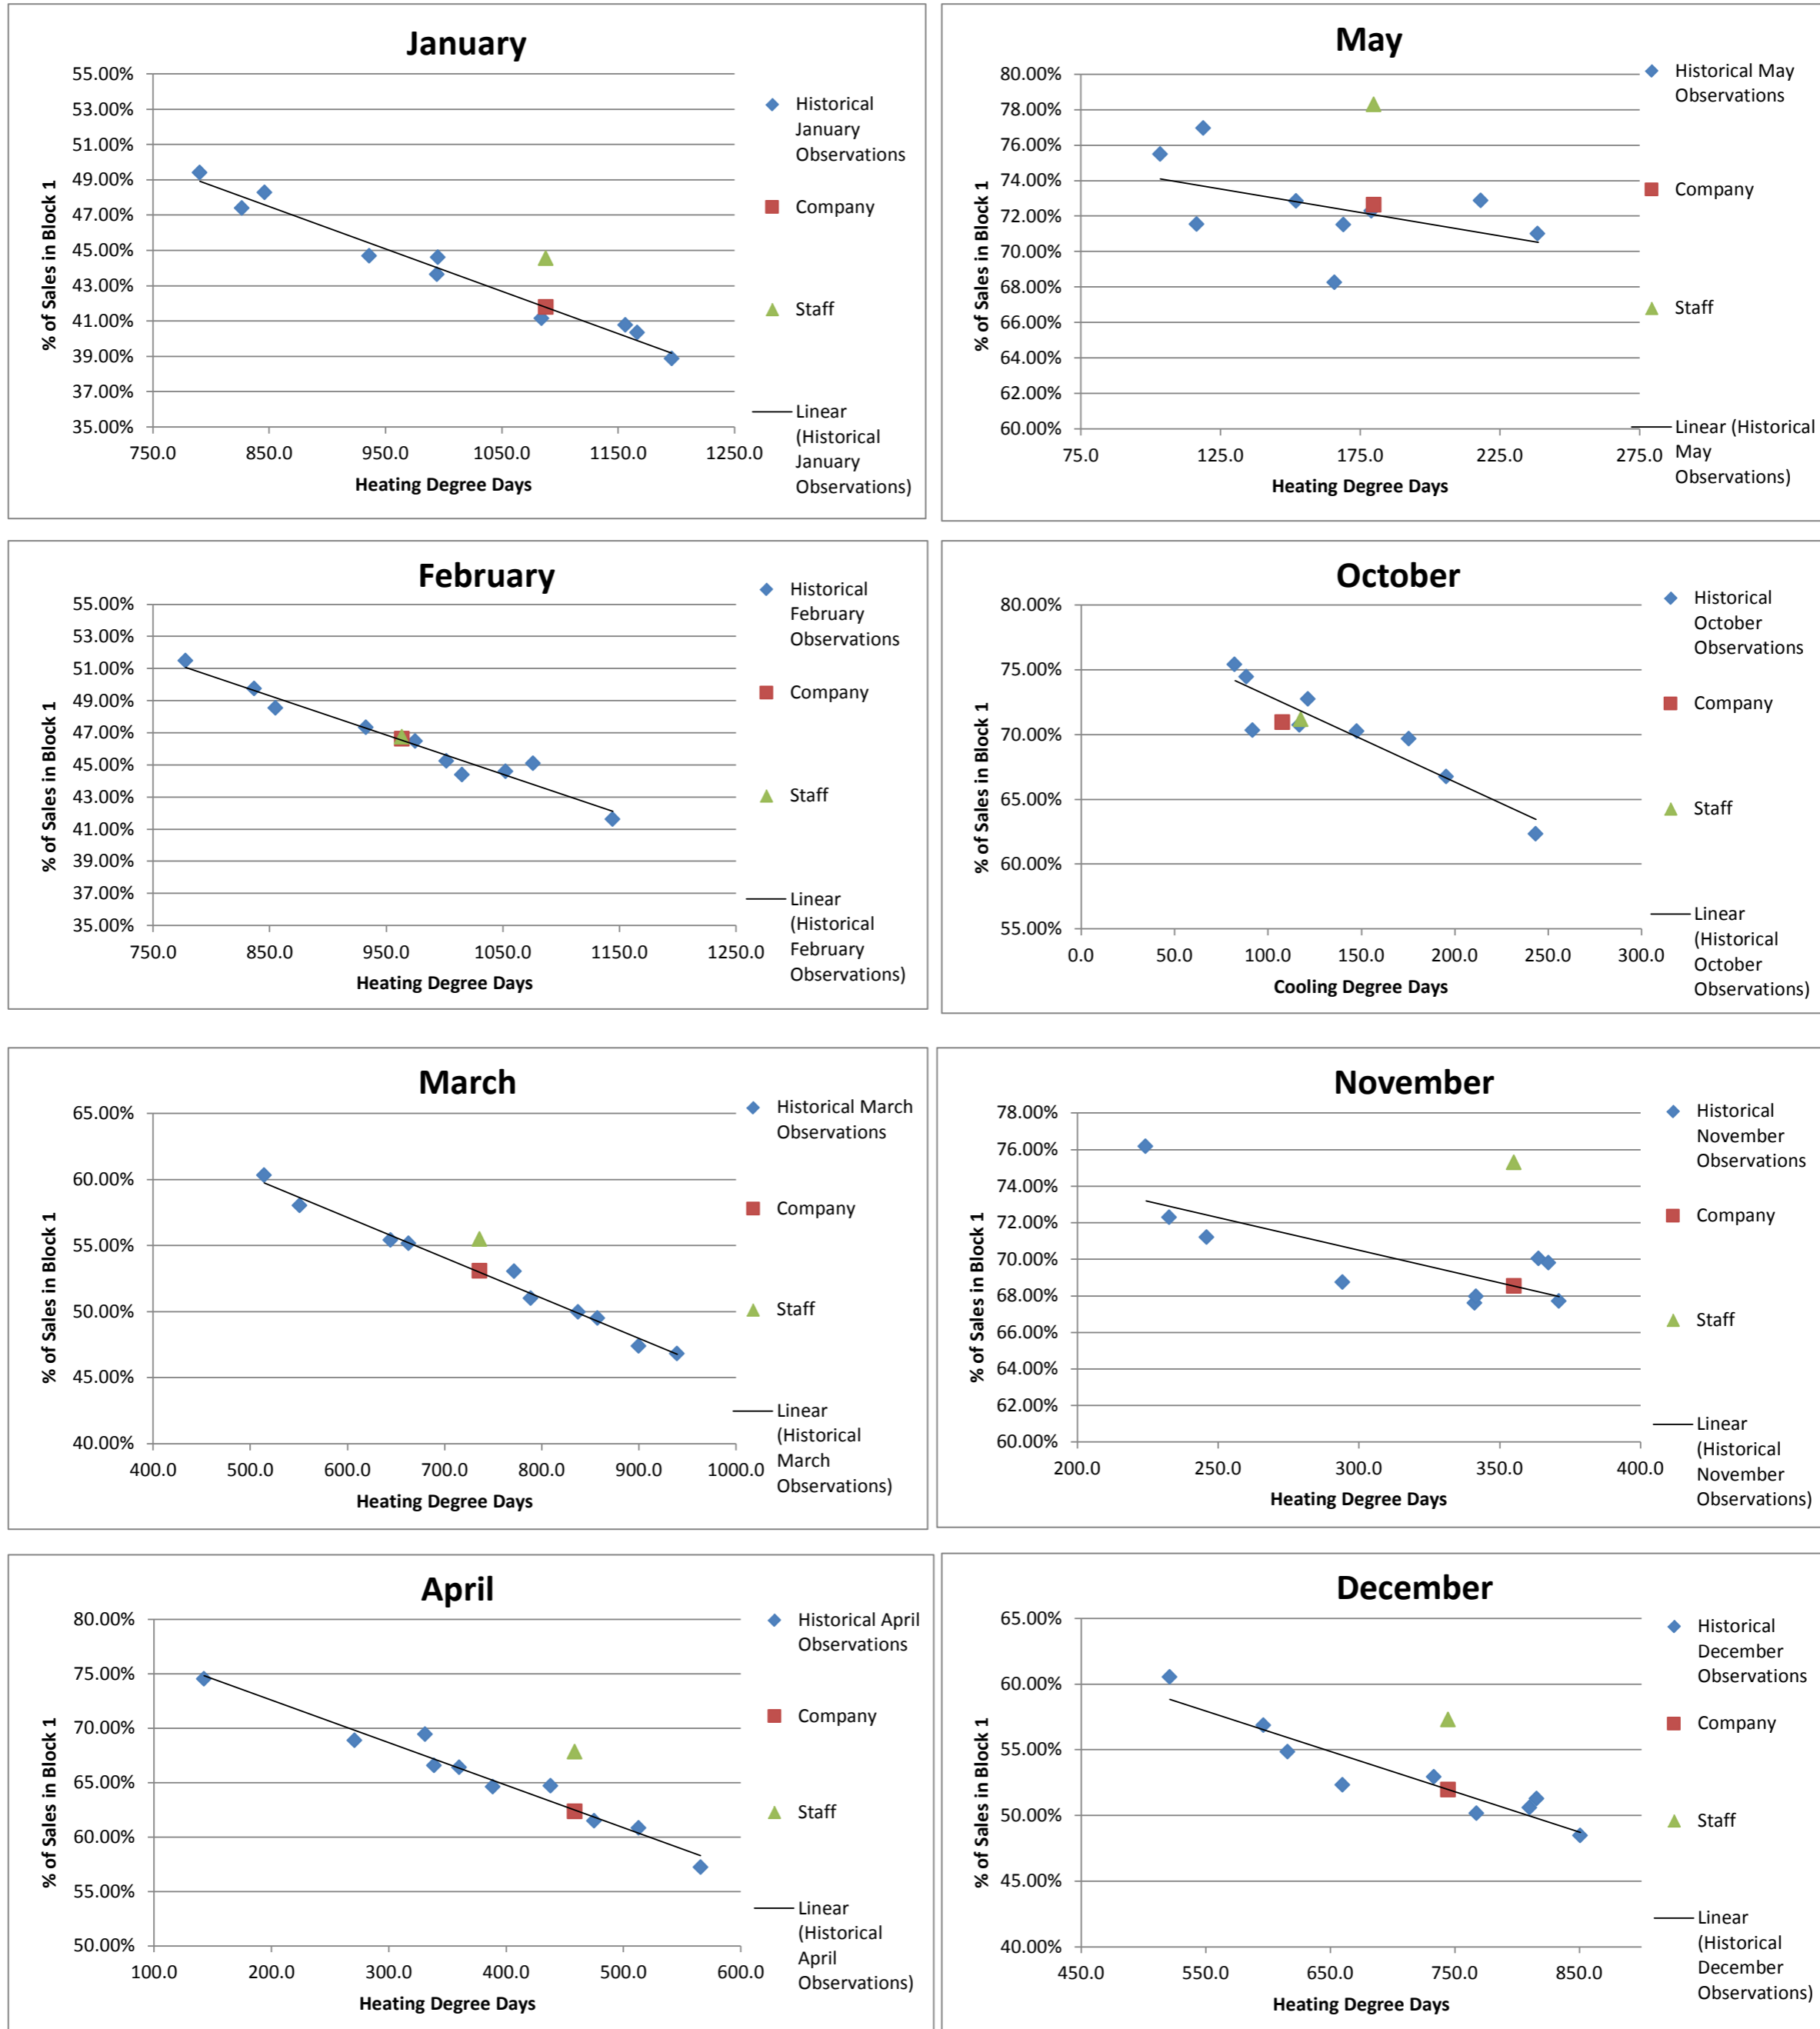 January
55.00%
53.00%
51.00%
49.00%
47.00%
45.00%
43.00%
41.00%
39.00%
37.00%
35.00%
750.0 850.0 950.0 1050.0 1150.0 1250.0
% of Sales in Block 1
Heating Degree Days
Historical
January
Observations
Company
Staff
Linear
(Historical
January
Observations)
May
80.00%
78.00%
76.00%
74.00%
72.00%
70.00%
68.00%
66.00%
64.00%
62.00%
60.00%
75.0 125.0 175.0 225.0 275.0
% of Sales in Block 1
Heating Degree Days
Historical May
Observations
Company
Staff
Linear (Historical
May
Observations)
February
55.00%
53.00%
51.00%
49.00%
47.00%
45.00%
43.00%
41.00%
39.00%
37.00%
35.00%
750.0 850.0 950.0 1050.0 1150.0 1250.0
% of Sales in Block 1
Heating Degree Days
Historical
February
Observations
Company
Staff
Linear
(Historical
February
Observations)
October
80.00%
75.00%
70.00%
65.00%
60.00%
55.00%
0.0 50.0 100.0 150.0 200.0 250.0 300.0
% of Sales in Block 1
Cooling Degree Days
Historical
October
Observations
Company
Staff
Linear
(Historical
October
Observations)
March
65.00%
60.00%
55.00%
50.00%
45.00%
40.00%
400.0 500.0 600.0 700.0 800.0 900.0 1000.0
% of Sales in Block 1
Heating Degree Days
Historical March
Observations
Company
Staff
Linear
(Historical
March
Observations)
November
78.00%
76.00%
74.00%
72.00%
70.00%
68.00%
66.00%
64.00%
62.00%
60.00%
200.0 250.0 300.0 350.0 400.0
% of Sales in Block 1
Heating Degree Days
Historical
November
Observations
Company
Staff
Linear
(Historical
November
Observations)
April
80.00%
75.00%
70.00%
65.00%
60.00%
55.00%
50.00%
100.0 200.0 300.0 400.0 500.0 600.0
% of Sales in Block 1
Heating Degree Days
Historical April
Observations
Company
Staff
Linear
(Historical
April
Observations)
December
65.00%
60.00%
55.00%
50.00%
45.00%
40.00%
450.0 550.0 650.0 750.0 850.0
% of Sales in Block 1
Heating Degree Days
Historical
December
Observations
Company
Staff
Linear
(Historical
December
Observations)